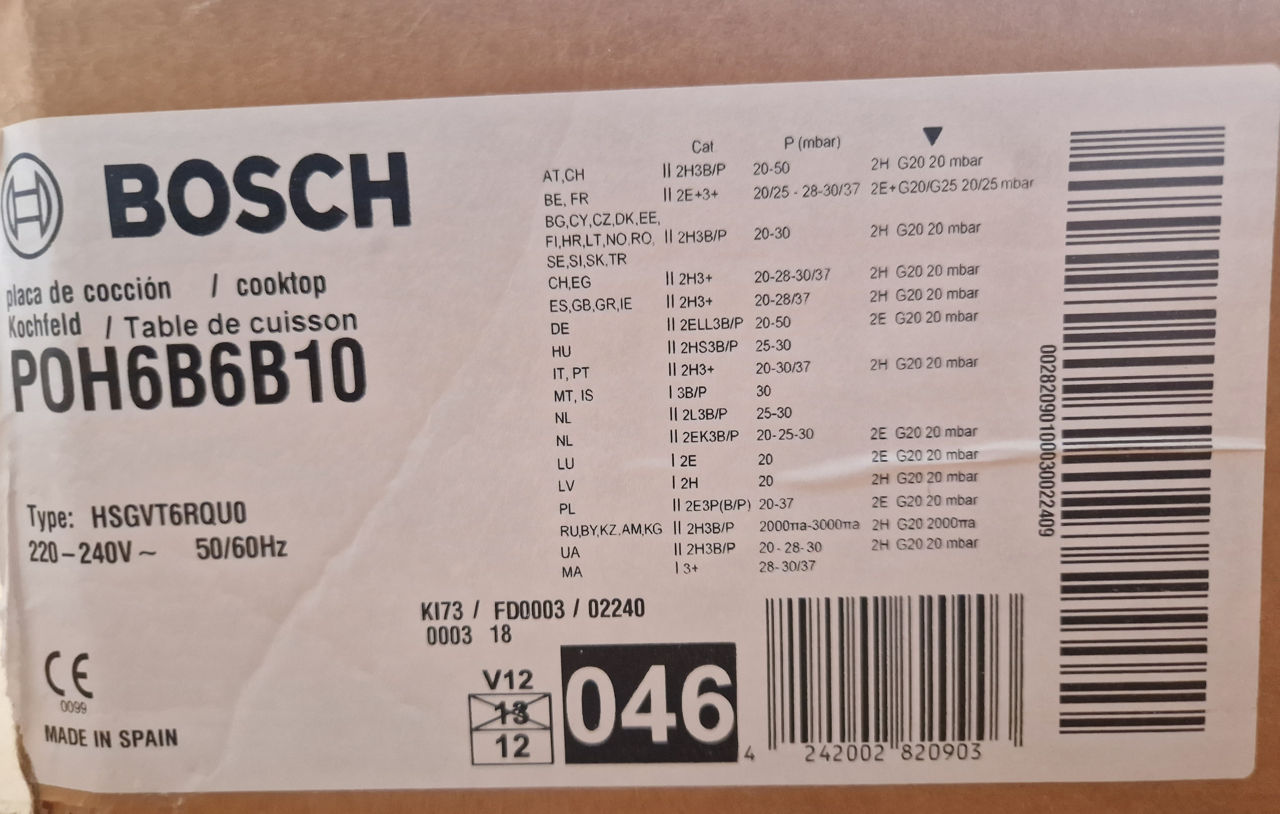 BOSCH
placa de cocción / cooktop
Kochfeld / Table de cuisson
POH6B6B10
Type: HSGVT6RQU0
220-240V ~ 50/60Hz
CE
0099
MADE IN SPAIN
Cat P (mbar) ▼
AT,CH II 2H3B/P 20-50 2H G20 20 mbar
BE, FR II 2E+3+ 20/25 - 28-30/37 2E+G20/G25 20/25 mbar
BG,CY,CZ,DK,EE,
FI,HR,LT,NO,RO, II 2H3B/P 20-30 2H G20 20 mbar
SE,SI,SK,TR
CH,EG II 2H3+ 20-28-30/37 2H G20 20 mbar
ES,GB,GR,IE II 2H3+ 20-28/37 2H G20 20 mbar
DE II 2ELL3B/P 20-50 2E G20 20 mbar
HU II 2HS3B/P 25-30
IT, PT II 2H3+ 20-30/37 2H G20 20 mbar
MT, IS I 3B/P 30
NL II 2L3B/P 25-30
NL II 2EK3B/P 20-25-30 2E G20 20 mbar
LU I 2E 20 2E G20 20 mbar
LV I 2H 20 2H G20 20 mbar
PL II 2E3P(B/P) 20-37 2E G20 20 mbar
RU,BY,KZ,AM,KG II 2H3B/P 2000πa-3000πa 2H G20 2000πa
UA II 2H3B/P 20-28-30 2H G20 20 mbar
MA I 3+ 28-30/37
KI73 / FD0003 / 02240
0003 18
V12
13
12
046
4 242002 820903
00282090100030022409